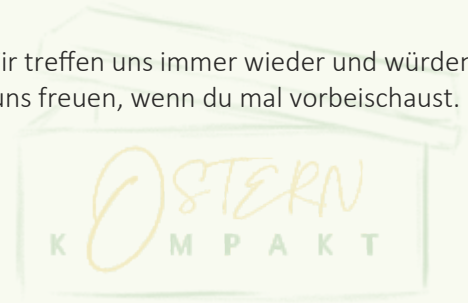 ir treffen uns immer wieder und würden
uns freuen, wenn du mal vorbeischaust.
OSTERN
KOMPAKT